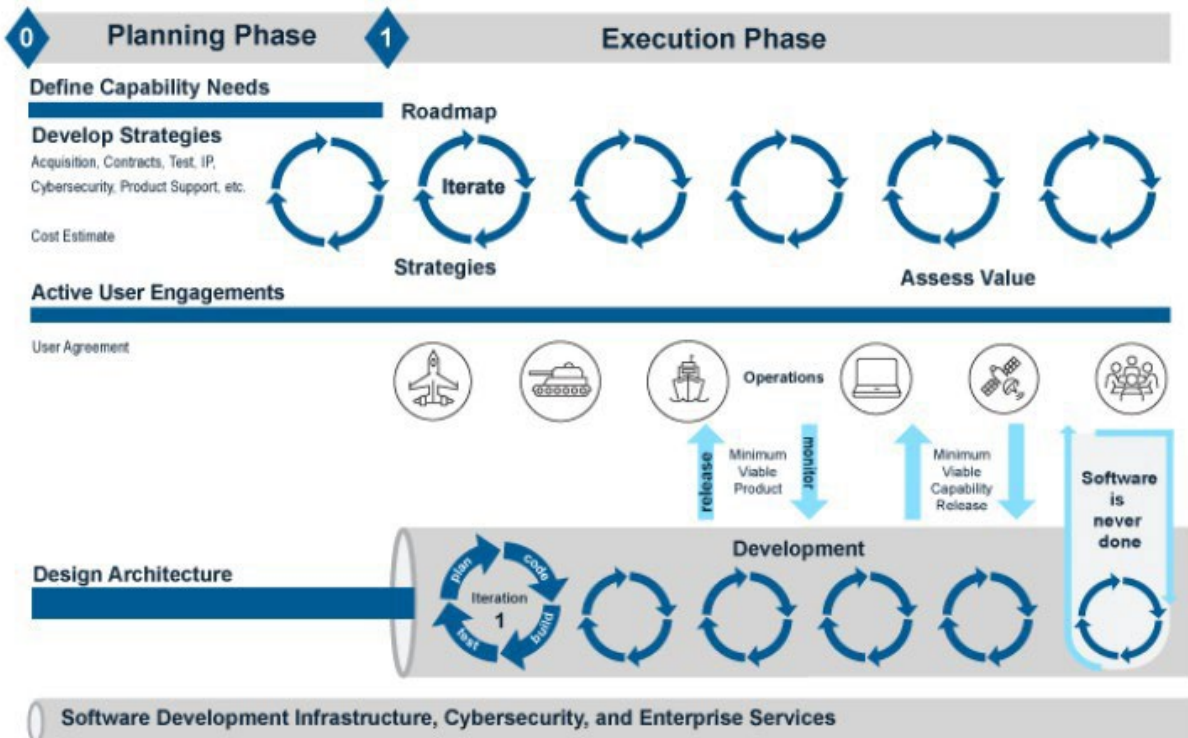 0
Planning Phase
1
Execution Phase
Define Capability Needs
Roadmap
Develop Strategies
Acquisition, Contracts, Test, IP,
Cybersecurity, Product Support, etc.
Iterate
Cost Estimate
Strategies
Assess Value
Active User Engagements
User Agreement
Operations
release
Minimum
Viable
Product
monitor
Minimum
Viable
Capability
Release
Software
is
never
done
Development
Design Architecture
plan
code
Iteration
1
test
build
Software Development Infrastructure, Cybersecurity, and Enterprise Services